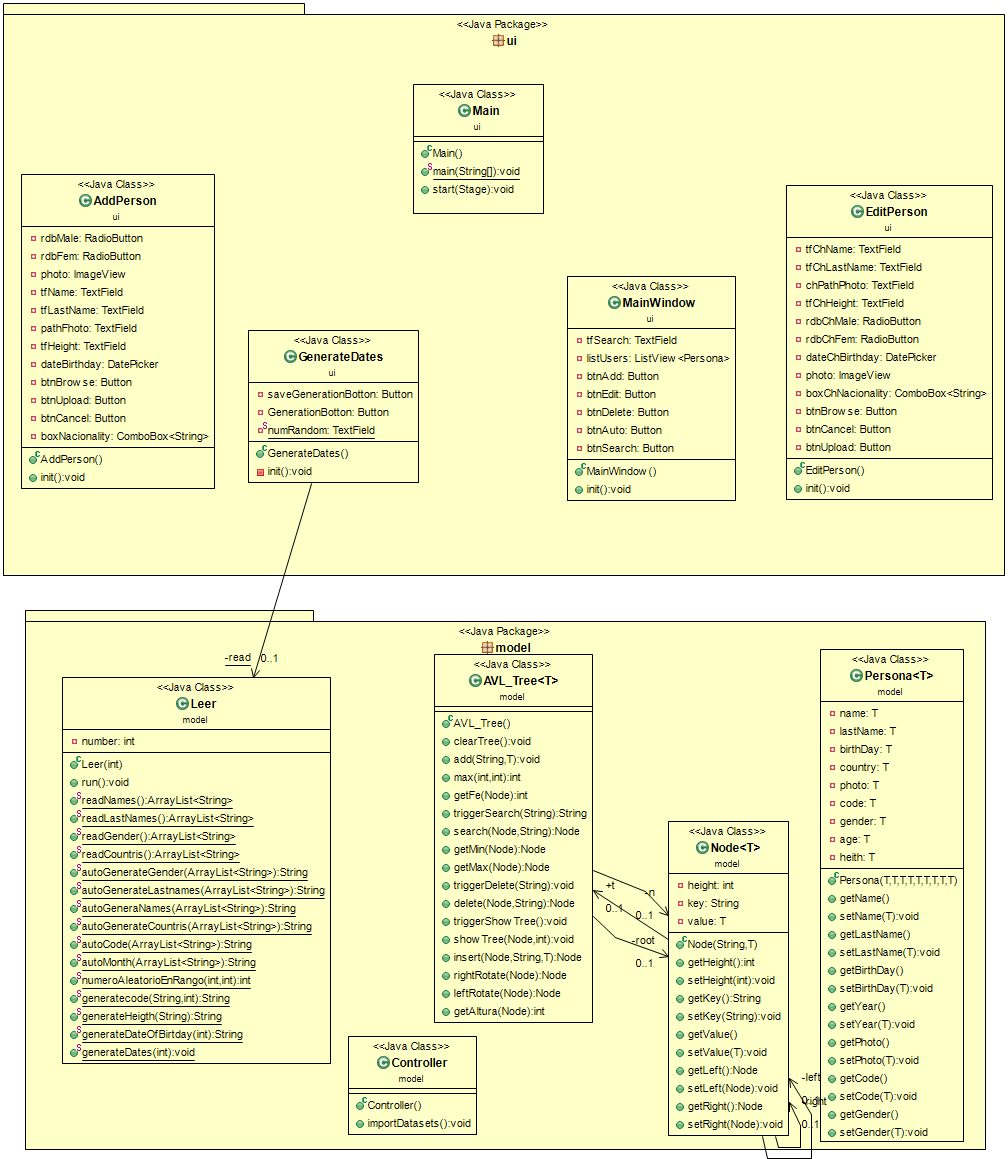 <<Java Package>>
ui
<<Java Class>>
Main
ui
Main()
main(String[]):void
start(Stage):void
<<Java Class>>
AddPerson
ui
rdbMale: RadioButton
rdbFem: RadioButton
photo: ImageView
tfName: TextField
tfLastName: TextField
pathFhoto: TextField
tfHeight: TextField
dateBirthday: DatePicker
btnBrowse: Button
btnUpload: Button
btnCancel: Button
boxNacionality: ComboBox<String>
AddPerson()
init():void
<<Java Class>>
GenerateDates
ui
saveGenerationBotton: Button
GenerationBotton: Button
numRandom: TextField
GenerateDates()
init():void
<<Java Class>>
MainWindow
ui
tfSearch: TextField
listUsers: ListView<Persona>
btnAdd: Button
btnEdit: Button
btnDelete: Button
btnAuto: Button
btnSearch: Button
MainWindow()
init():void
<<Java Class>>
EditPerson
ui
tfChName: TextField
tfChLastName: TextField
chPathPhoto: TextField
tfChHeight: TextField
rdbChMale: RadioButton
rdbChFem: RadioButton
dateChBirthday: DatePicker
photo: ImageView
boxChNacionality: ComboBox<String>
btnBrowse: Button
btnCancel: Button
btnUpload: Button
EditPerson()
init():void
<<Java Package>>
model
-read
0..1
<<Java Class>>
Leer
model
number: int
Leer(int)
run():void
readNames():ArrayList<String>
readLastNames():ArrayList<String>
readGender():ArrayList<String>
readCountris():ArrayList<String>
autoGenerateGender(ArrayList<String>):String
autoGenerateLastnames(ArrayList<String>):String
autoGeneraNames(ArrayList<String>):String
autoGenerateCountris(ArrayList<String>):String
autoCode(ArrayList<String>):String
autoMonth(ArrayList<String>):String
numeroAleatorioEnRango(int,int):int
generatecode(String,int):String
generateHeigth(String):String
generateDateOfBirtday(int):String
generateDates(int):void
<<Java Class>>
AVL_Tree<T>
model
AVL_Tree()
clearTree():void
add(String,T):void
max(int,int):int
getFe(Node):int
triggerSearch(String):String
search(Node,String):Node
getMin(Node):Node
getMax(Node):Node
triggerDelete(String):void
delete(Node,String):Node
triggerShowTree():void
showTree(Node,int):void
insert(Node,String,T):Node
rightRotate(Node):Node
leftRotate(Node):Node
getAltura(Node):int
<<Java Class>>
Controller
model
Controller()
importDatasets():void
+t
0..1
-n
0..1
-root
0..1
<<Java Class>>
Node<T>
model
height: int
key: String
value: T
Node(String,T)
getHeight():int
setHeight(int):void
getKey():String
setKey(String):void
getValue()
setValue(T):void
getLeft():Node
setLeft(Node):void
getRight():Node
setRight(Node):void
-left
-right
0..1
<<Java Class>>
Persona<T>
model
name: T
lastName: T
birthDay: T
country: T
photo: T
code: T
gender: T
age: T
heith: T
Persona(T,T,T,T,T,T,T,T,T)
getName()
setName(T):void
getLastName()
setLastName(T):void
getBirthDay()
setBirthDay(T):void
getYear()
setYear(T):void
getPhoto()
setPhoto(T):void
getCode()
setCode(T):void
getGender()
setGender(T):void